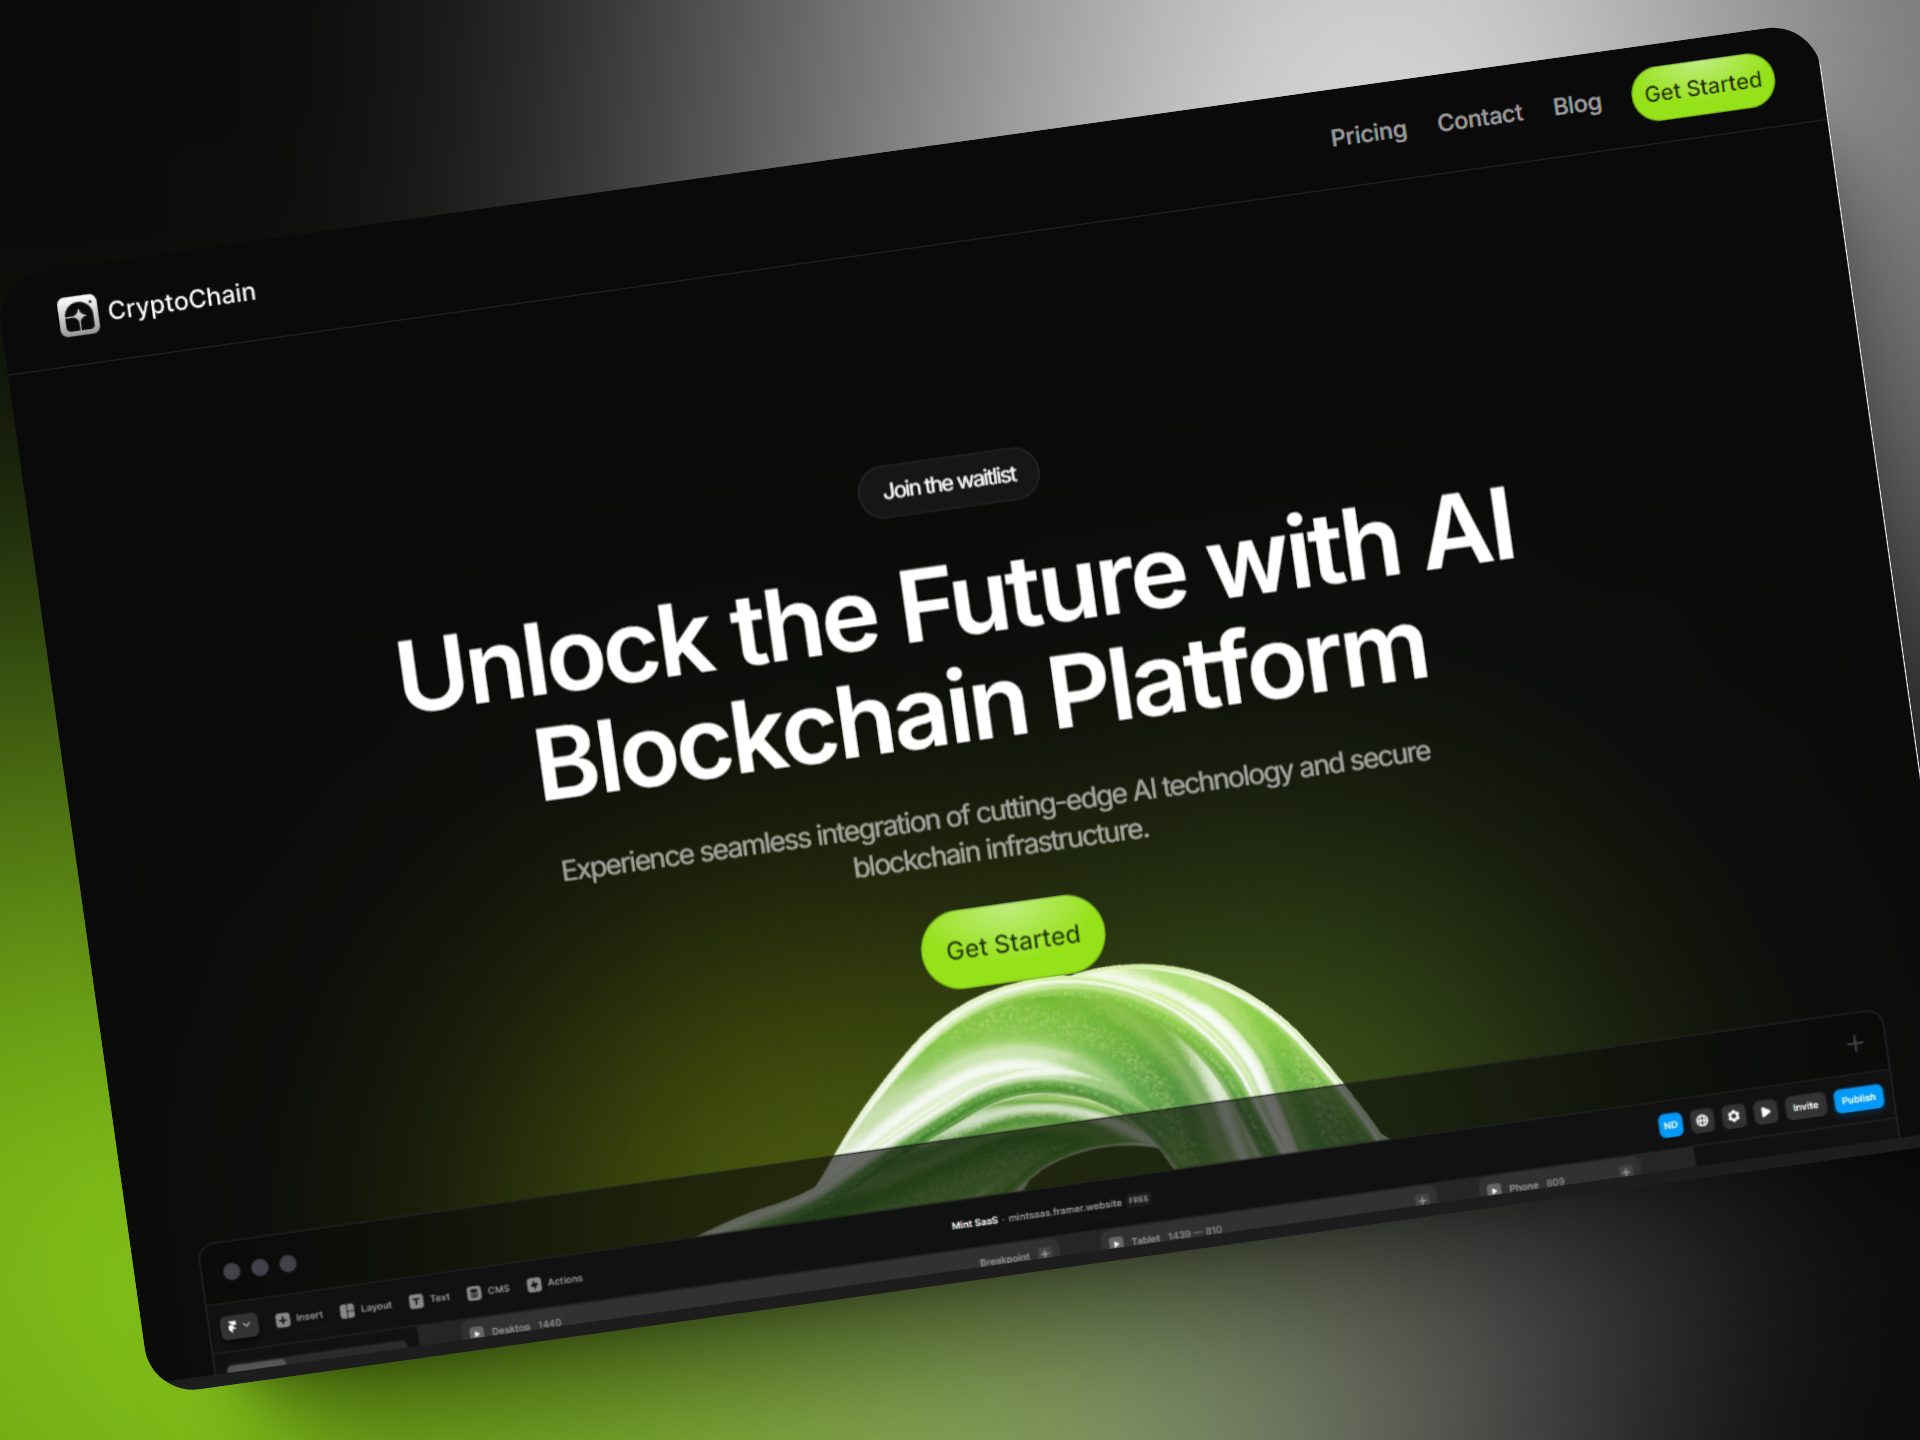 CryptoChain
Pricing
Contact
Blog
Get Started
Join the waitlist
Unlock the Future with AI
Blockchain Platform
Experience seamless integration of cutting-edge AI technology and secure
blockchain infrastructure.
Get Started
Insert
Layout
Text
CMS
Actions
Mint SaaS · mintsaas.framer.website FREE
ND
Invite
Publish
Desktop 1440
Breakpoint
Tablet 1439 — 810
Phone 809